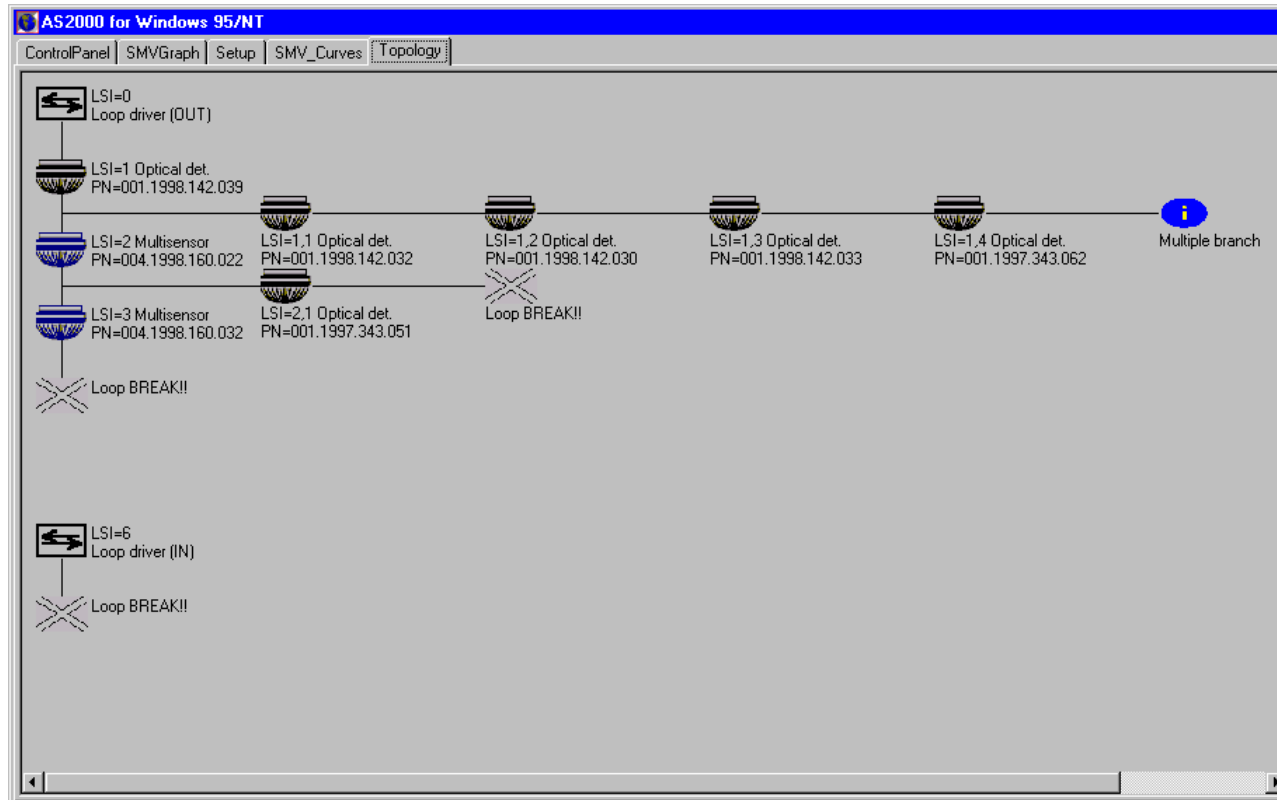 AS2000 for Windows 95/NT
ControlPanel SMVGraph Setup SMV_Curves Topology
LSI=0
Loop driver (OUT)
LSI=1 Optical det.
PN=001.1998.142.039
LSI=2 Multisensor
PN=004.1998.160.022
LSI=1,1 Optical det.
PN=001.1998.142.032
LSI=1,2 Optical det.
PN=001.1998.142.030
LSI=1,3 Optical det.
PN=001.1998.142.033
LSI=1,4 Optical det.
PN=001.1997.343.062
i
Multiple branch
LSI=3 Multisensor
PN=004.1998.160.032
LSI=2,1 Optical det.
PN=001.1997.343.051
Loop BREAK!!
Loop BREAK!!
LSI=6
Loop driver (IN)
Loop BREAK!!